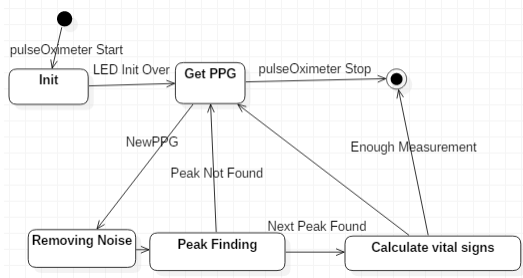 pulseOximeter Start
Init
LED Init Over
Get PPG
pulseOximeter Stop
NewPPG
Peak Not Found
Enough Measurement
Removing Noise
Peak Finding
Next Peak Found
Calculate vital signs